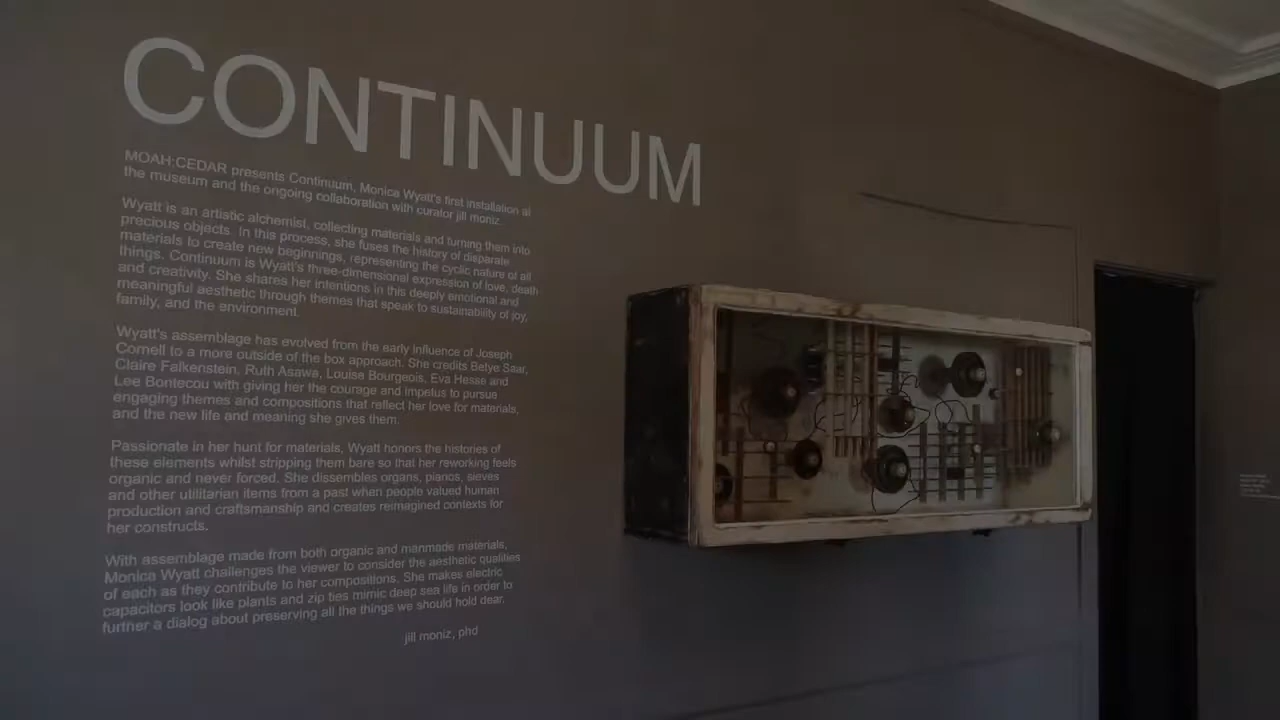 CONTINUUM
MOAH:CEDAR presents Continuum, Monica Wyatt's first installation at
the museum and the ongoing collaboration with curator jill moniz.
Wyatt is an artistic alchemist, collecting materials and turning them into
precious objects. In this process, she fuses the history of disparate
materials to create new beginnings, representing the cyclic nature of all
things. Continuum is Wyatt's three-dimensional expression of love, death
and creativity. She shares her intentions in this deeply emotional and
meaningful aesthetic through themes that speak to sustainability of joy,
family, and the environment.
Wyatt's assemblage has evolved from the early influence of Joseph
Cornell to a more outside of the box approach. She credits Betye Saar,
Claire Falkenstein, Ruth Asawa, Louise Bourgeois, Eva Hesse and
Lee Bontecou with giving her the courage and impetus to pursue
engaging themes and compositions that reflect her love for materials,
and the new life and meaning she gives them.
Passionate in her hunt for materials, Wyatt honors the histories of
these elements whilst stripping them bare so that her reworking feels
organic and never forced. She dissembles organs, pianos, sieves
and other utilitarian items from a past when people valued human
production and craftsmanship and creates reimagined contexts for
her constructs.
With assemblage made from both organic and manmade materials,
Monica Wyatt challenges the viewer to consider the aesthetic qualities
of each as they contribute to her compositions. She makes electric
capacitors look like plants and zip ties mimic deep sea life in order to
further a dialog about preserving all the things we should hold dear.
jill moniz, phd